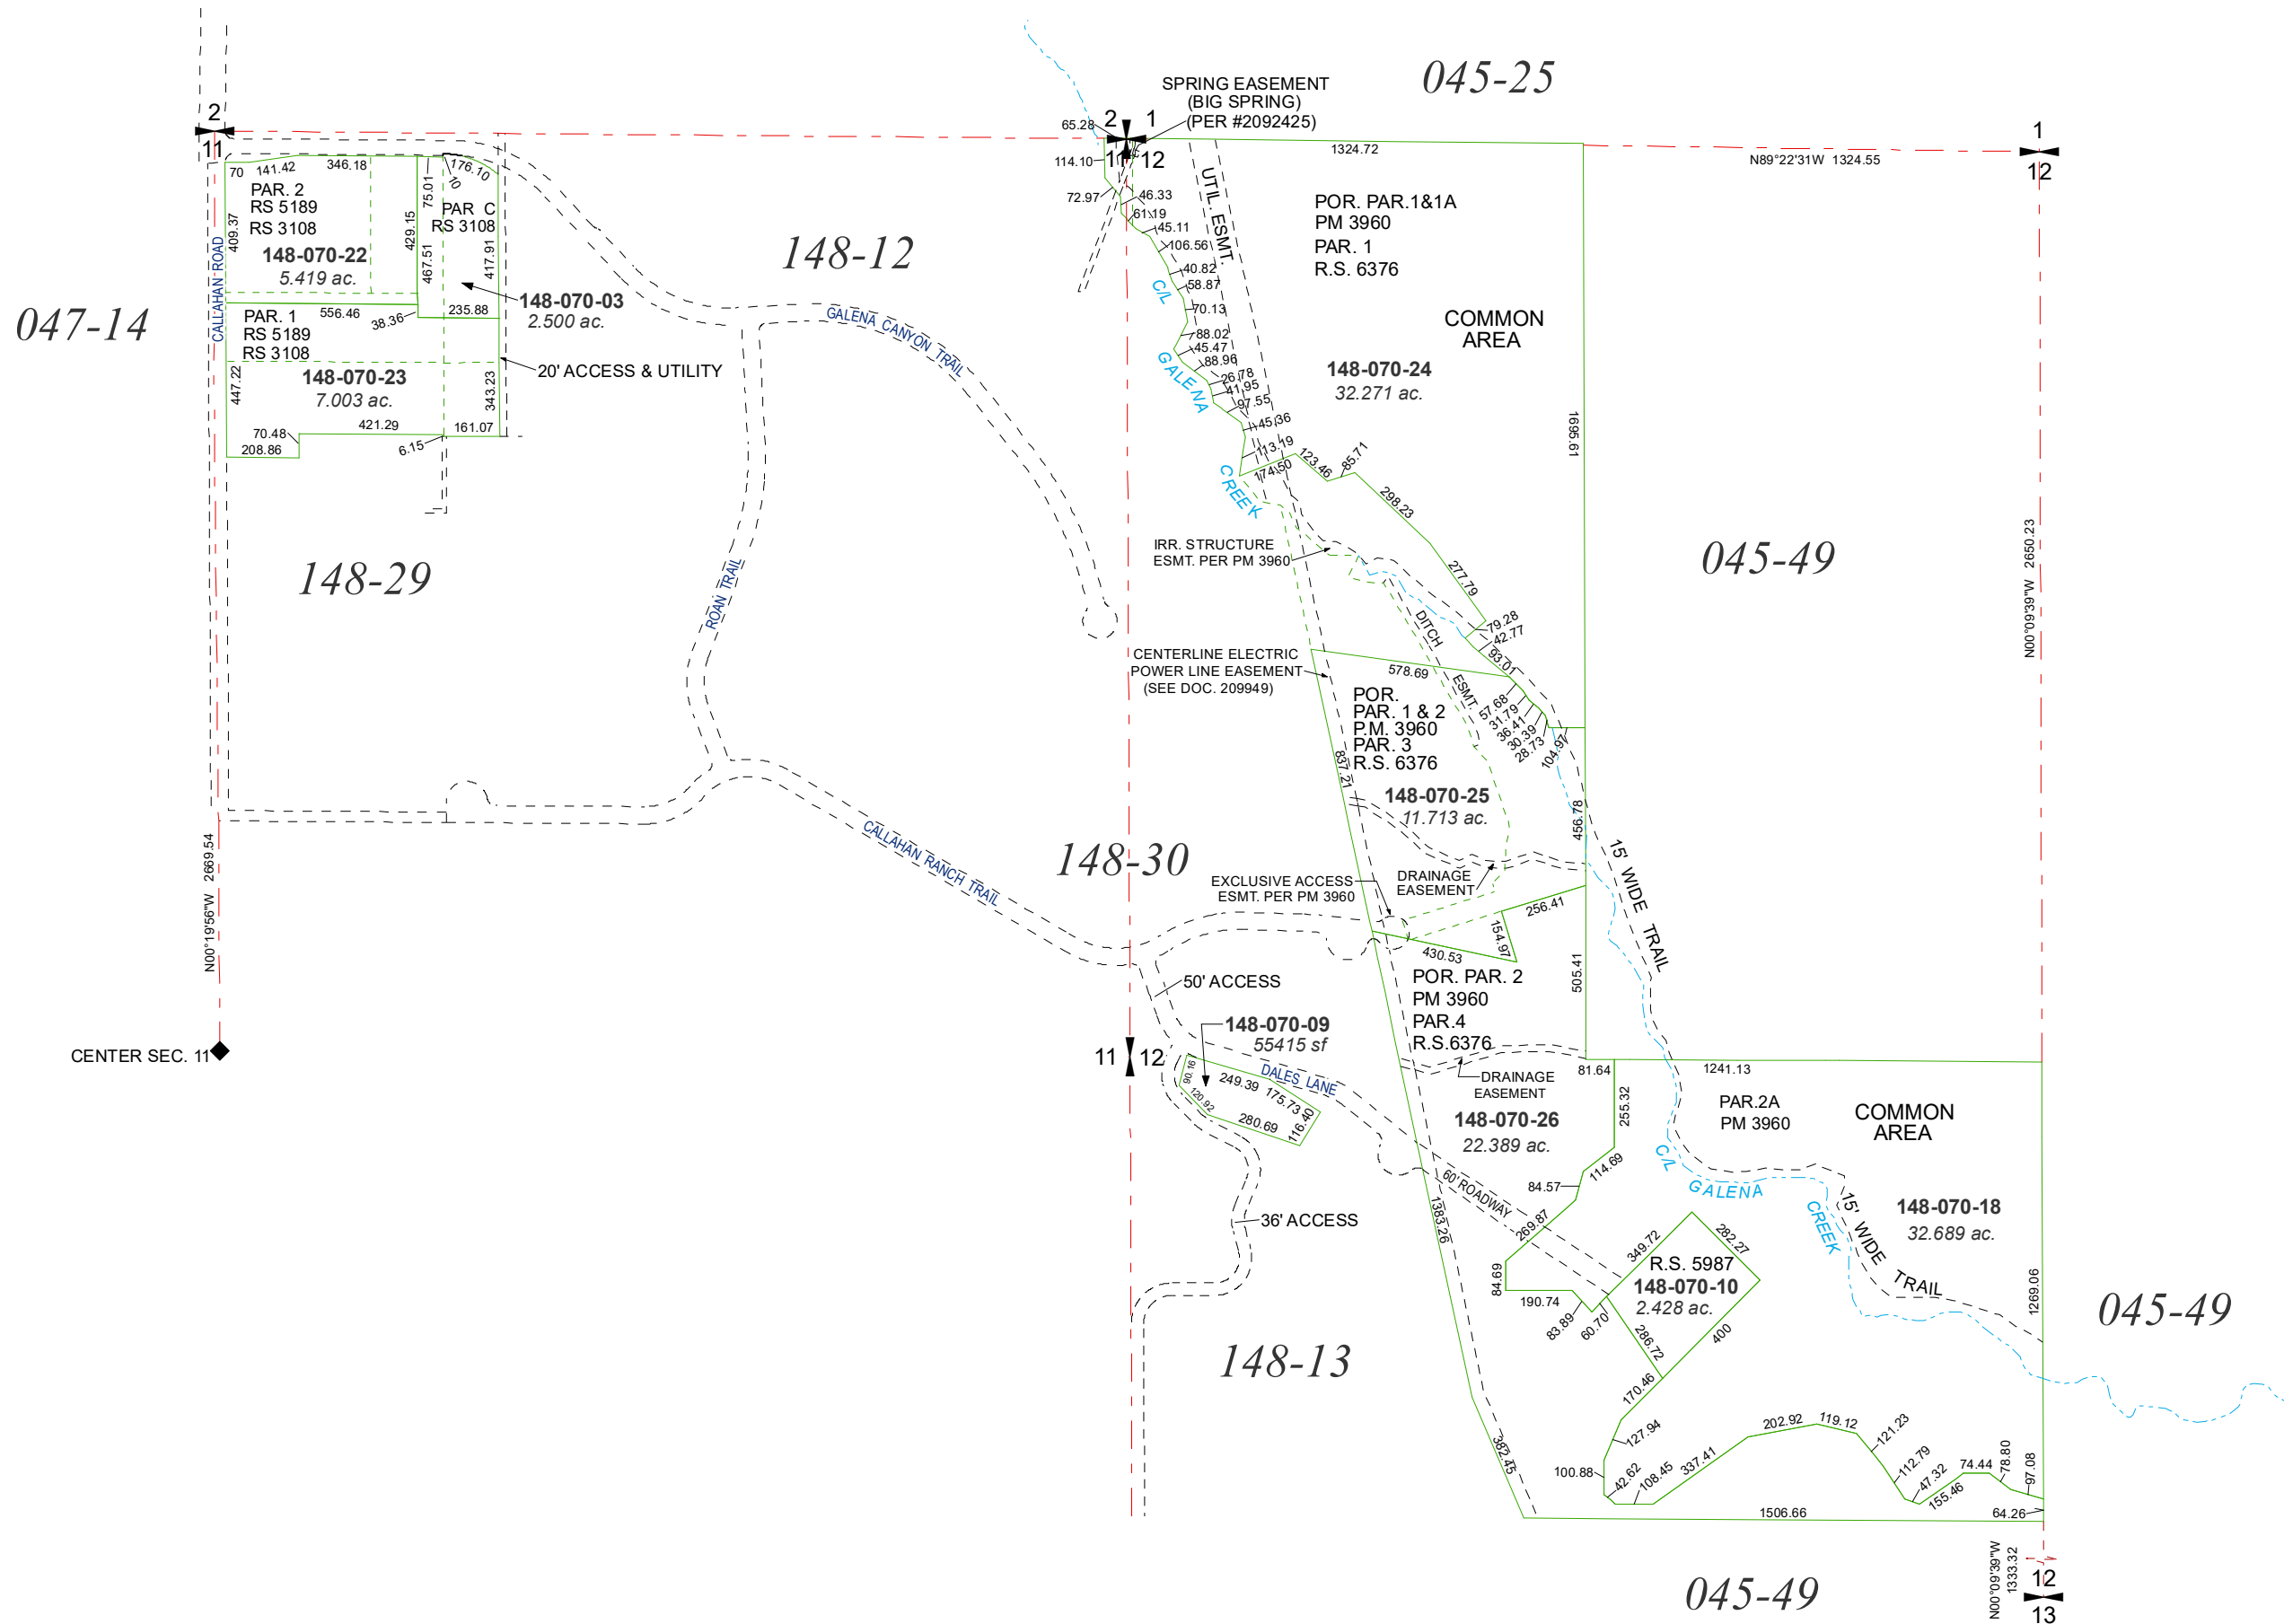 045-25
SPRING EASEMENT
(BIG SPRING)
(PER #2092425)
2
11
2
1
11
12
1
12
65.28
114.10
72.97
46.33
61.19
45.11
106.56
40.82
58.87
70.13
88.02
45.47
88.96
26.78
41.95
97.55
45.36
113.19
174.50
123.46
85.71
298.23
277.79
79.28
42.77
93.01
1324.72
N89°22'31"W 1324.55
UTIL. ESMT.
POR. PAR.1&1A
PM 3960
PAR. 1
R.S. 6376
COMMON
AREA
148-070-24
32.271 ac.
1695.61
C/L
GALENA
CREEK
70
141.42
346.18
75.01
10
176.10
PAR. 2
RS 5189
RS 3108
148-070-22
5.419 ac.
409.37
429.15
467.51
417.91
PAR C
RS 3108
148-070-03
2.500 ac.
556.46
38.36
235.88
PAR. 1
RS 5189
RS 3108
148-070-23
7.003 ac.
447.22
343.23
20' ACCESS & UTILITY
70.48
208.86
421.29
6.15
161.07
CALLAHAN ROAD
047-14
148-12
148-29
GALENA CANYON TRAIL
ROAN TRAIL
CALLAHAN RANCH TRAIL
045-49
N00°09'39"W 2650.23
IRR. STRUCTURE
ESMT. PER PM 3960
DITCH
ESMT.
CENTERLINE ELECTRIC
POWER LINE EASEMENT
(SEE DOC. 209949)
578.69
57.68
31.79
36.41
30.39
28.73
104.97
POR.
PAR. 1 & 2
P.M. 3960
PAR. 3
R.S. 6376
148-070-25
11.713 ac.
837.21
456.78
148-30
N00°19'56"W 2669.54
CENTER SEC. 11
EXCLUSIVE ACCESS
ESMT. PER PM 3960
DRAINAGE
EASEMENT
15' WIDE TRAIL
256.41
154.97
430.53
505.41
POR. PAR. 2
PM 3960
PAR.4
R.S.6376
50' ACCESS
148-070-09
55415 sf
11
12
90.16
249.39
175.73
120.92
280.69
116.40
DALES LANE
DRAINAGE
EASEMENT
81.64
1241.13
255.32
148-070-26
22.389 ac.
PAR.2A
PM 3960
COMMON
AREA
C/L
GALENA
CREEK
15' WIDE TRAIL
148-070-18
32.689 ac.
36' ACCESS
60' ROADWAY
114.69
84.57
269.87
84.69
190.74
83.89
60.70
349.72
282.27
R.S. 5987
148-070-10
2.428 ac.
286.72
400
1383.26
1269.06
045-49
148-13
170.46
127.94
100.88
42.62
108.45
337.41
202.92
119.12
121.23
112.79
47.32
155.46
74.44
78.80
97.08
64.26
382.45
1506.66
045-49
N00°09'39"W
1333.32
12
13